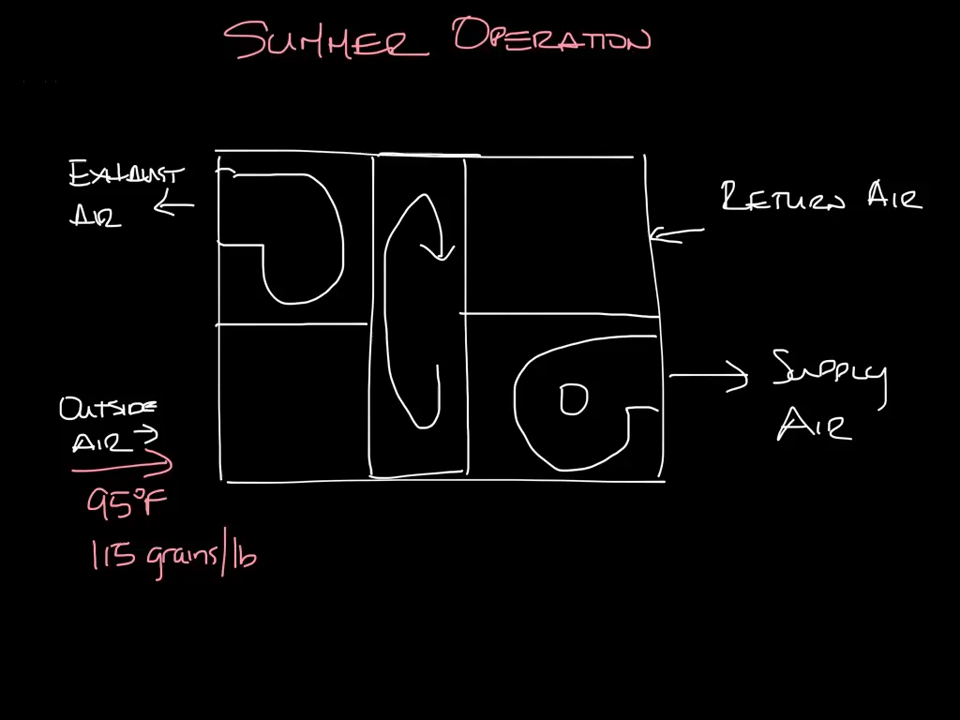 SUMMER OPERATION
EXHAUST
AIR
RETURN AIR
SUPPLY
AIR
OUTSIDE
AIR
95°F
115 grains/lb